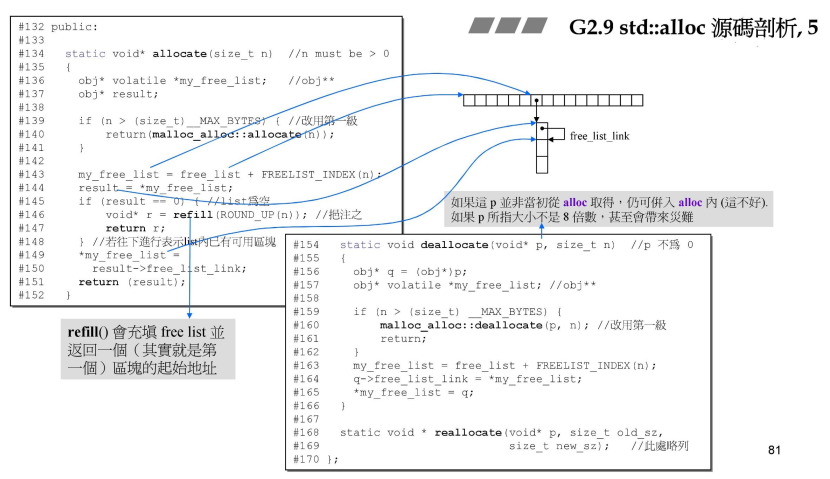 G2.9 std::alloc 源碼剖析, 5
#132 public:
#133
#134 static void* allocate(size_t n) //n must be > 0
#135 {
#136 obj* volatile *my_free_list; //obj**
#137 obj* result;
#138
#139 if (n > (size_t)__MAX_BYTES) { //改用第一級
#140 return(malloc_alloc::allocate(n));
#141 }
#142
#143 my_free_list = free_list + FREELIST_INDEX(n);
#144 result = *my_free_list;
#145 if (result == 0) { //list為空
#146 void* r = refill(ROUND_UP(n)); //挹注之
#147 return r;
#148 } //若往下進行表示list內已有可用區塊
#149 *my_free_list =
#150 result->free_list_link;
#151 return (result);
#152 }
free_list_link
如果這 p 並非當初從 alloc 取得，仍可併入 alloc 內 (這不好).
如果 p 所指大小不是 8 倍數，甚至會帶來災難
#154 static void deallocate(void* p, size_t n) //p 不為 0
#155 {
#156 obj* q = (obj*)p;
#157 obj* volatile *my_free_list; //obj**
#158
#159 if (n > (size_t) __MAX_BYTES) {
#160 malloc_alloc::deallocate(p, n); //改用第一級
#161 return;
#162 }
#163 my_free_list = free_list + FREELIST_INDEX(n);
#164 q->free_list_link = *my_free_list;
#165 *my_free_list = q;
#166 }
#167
#168 static void * reallocate(void* p, size_t old_sz,
#169 size_t new_sz); //此處略列
#170 };
refill() 會充填 free list 並
返回一個（其實就是第
一個）區塊的起始地址
81